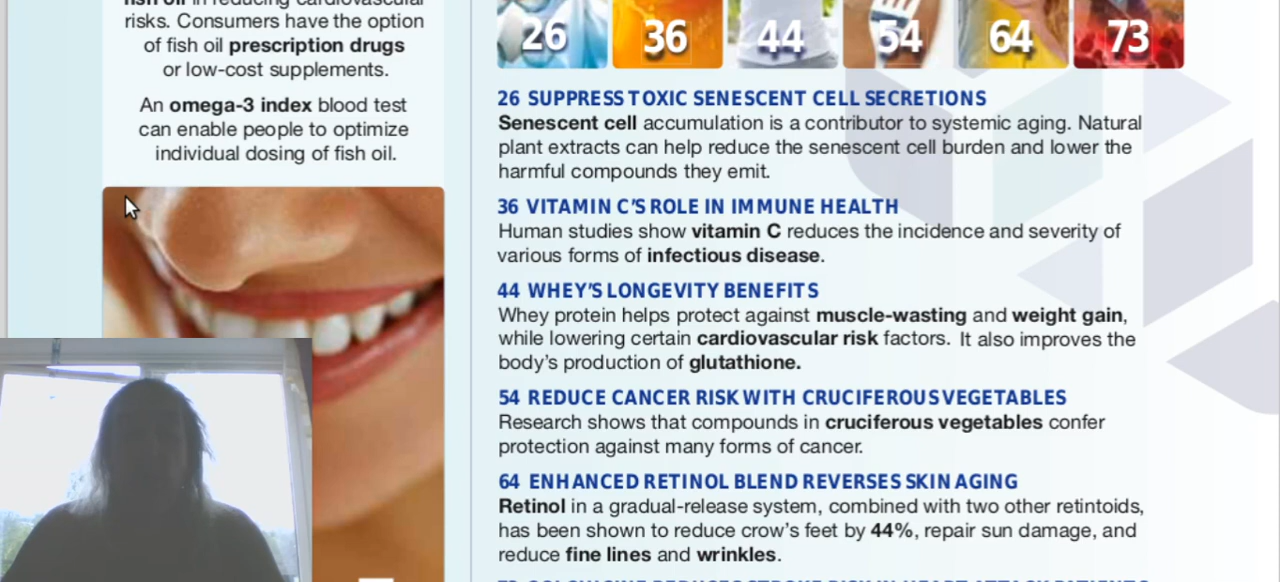 fish oil in reducing cardiovascular
risks. Consumers have the option
of fish oil prescription drugs
or low-cost supplements.
An omega-3 index blood test
can enable people to optimize
individual dosing of fish oil.
26 36 44 54 64 73
26 SUPPRESS TOXIC SENESCENT CELL SECRETIONS
Senescent cell accumulation is a contributor to systemic aging. Natural
plant extracts can help reduce the senescent cell burden and lower the
harmful compounds they emit.
36 VITAMIN C'S ROLE IN IMMUNE HEALTH
Human studies show vitamin C reduces the incidence and severity of
various forms of infectious disease.
44 WHEY'S LONGEVITY BENEFITS
Whey protein helps protect against muscle-wasting and weight gain,
while lowering certain cardiovascular risk factors. It also improves the
body's production of glutathione.
54 REDUCE CANCER RISK WITH CRUCIFEROUS VEGETABLES
Research shows that compounds in cruciferous vegetables confer
protection against many forms of cancer.
64 ENHANCED RETINOL BLEND REVERSES SKIN AGING
Retinol in a gradual-release system, combined with two other retintoids,
has been shown to reduce crow's feet by 44%, repair sun damage, and
reduce fine lines and wrinkles.
73 COLCHICINE REDUCES STROKE RISK IN HEART ATTACK PATIENTS